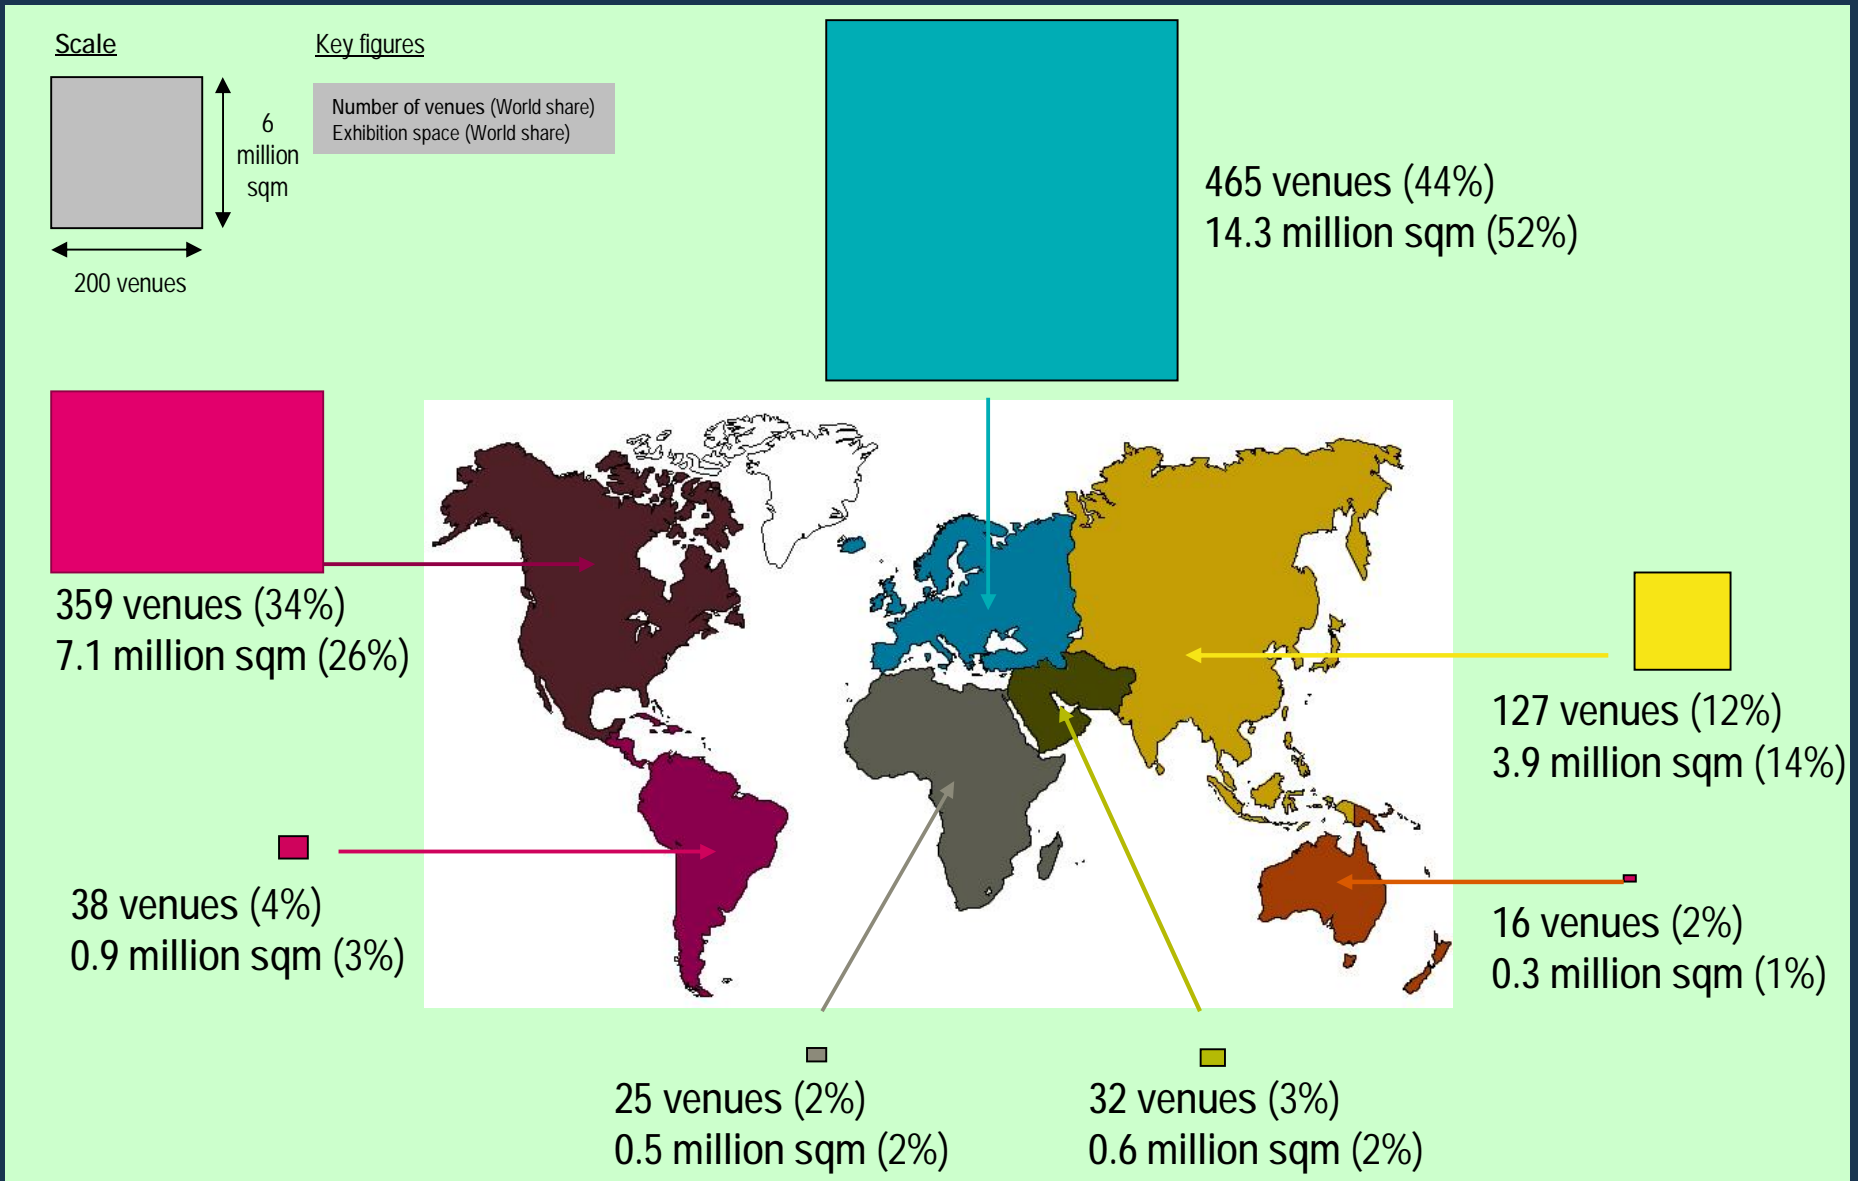 Scale
Key figures
Number of venues (World share)
Exhibition space (World share)
6
million
sqm
200 venues
465 venues (44%)
14.3 million sqm (52%)
359 venues (34%)
7.1 million sqm (26%)
127 venues (12%)
3.9 million sqm (14%)
38 venues (4%)
0.9 million sqm (3%)
16 venues (2%)
0.3 million sqm (1%)
25 venues (2%)
0.5 million sqm (2%)
32 venues (3%)
0.6 million sqm (2%)